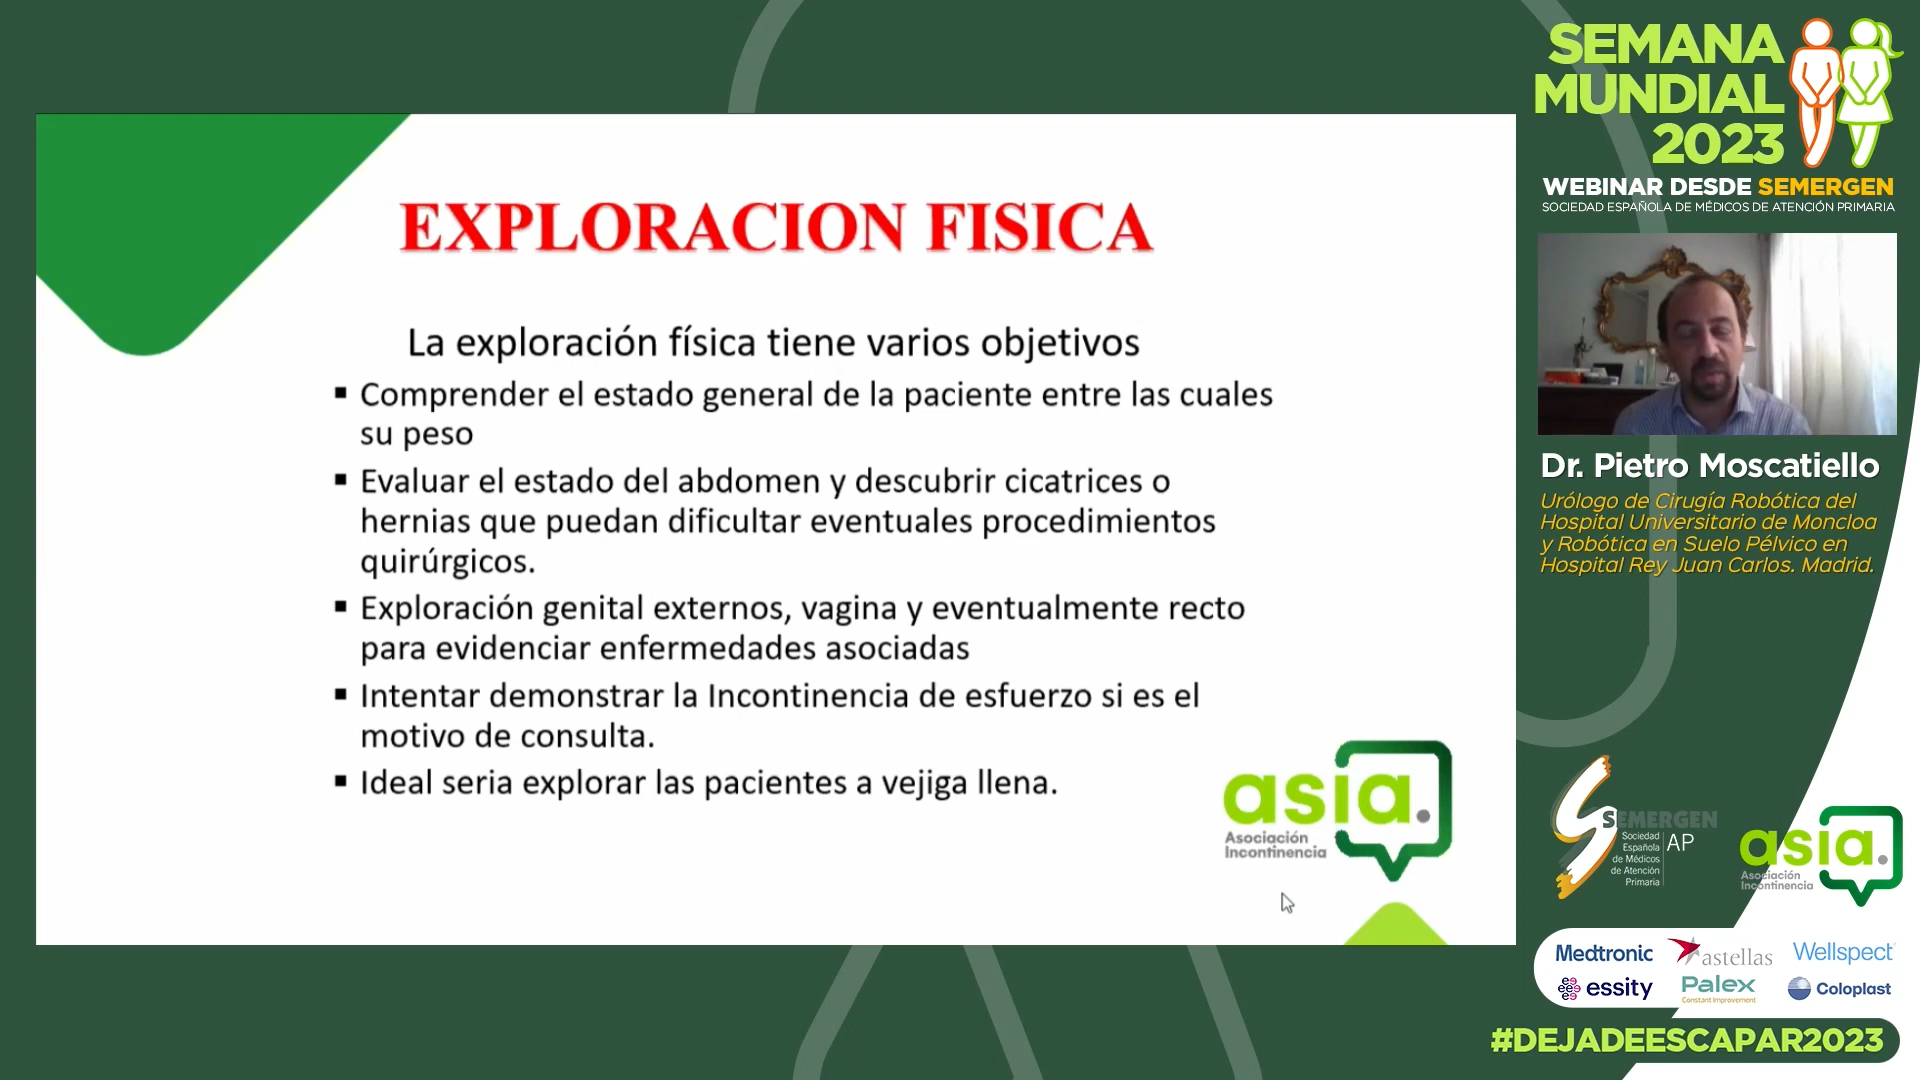 EXPLORACION FISICA
La exploración física tiene varios objetivos
▪ Comprender el estado general de la paciente entre las cuales
su peso
▪ Evaluar el estado del abdomen y descubrir cicatrices o
hernias que puedan dificultar eventuales procedimientos
quirúrgicos.
▪ Exploración genital externos, vagina y eventualmente recto
para evidenciar enfermedades asociadas
▪ Intentar demonstrar la Incontinencia de esfuerzo si es el
motivo de consulta.
▪ Ideal seria explorar las pacientes a vejiga llena.
asia.
Asociación
Incontinencia
SEMANA
MUNDIAL
2023
WEBINAR DESDE SEMERGEN
SOCIEDAD ESPAÑOLA DE MÉDICOS DE ATENCIÓN PRIMARIA
Dr. Pietro Moscatiello
Urólogo de Cirugía Robótica del
Hospital Universitario de Moncloa
y Robótica en Suelo Pélvico en
Hospital Rey Juan Carlos. Madrid.
SEMERGEN
Sociedad
Española
de Médicos
de Atención
Primaria
AP
asia.
Asociación
Incontinencia
Medtronic
astellas
Wellspect
essity
Palex
Constant Improvement
Coloplast
#DEJADEESCAPAR2023